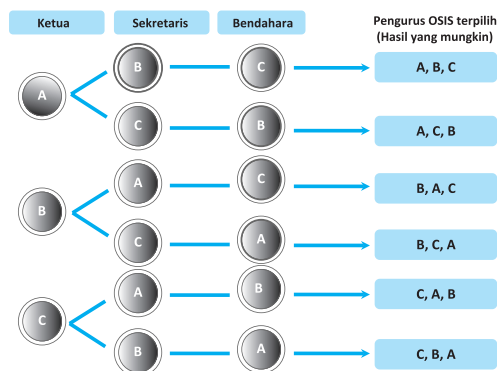 Ketua Sekretaris Bendahara Pengurus OSIS terpilih
(Hasil yang mungkin)
A B C A, B, C
C B A, C, B
B A C B, A, C
C A B, C, A
C A B C, A, B
B A C, B, A